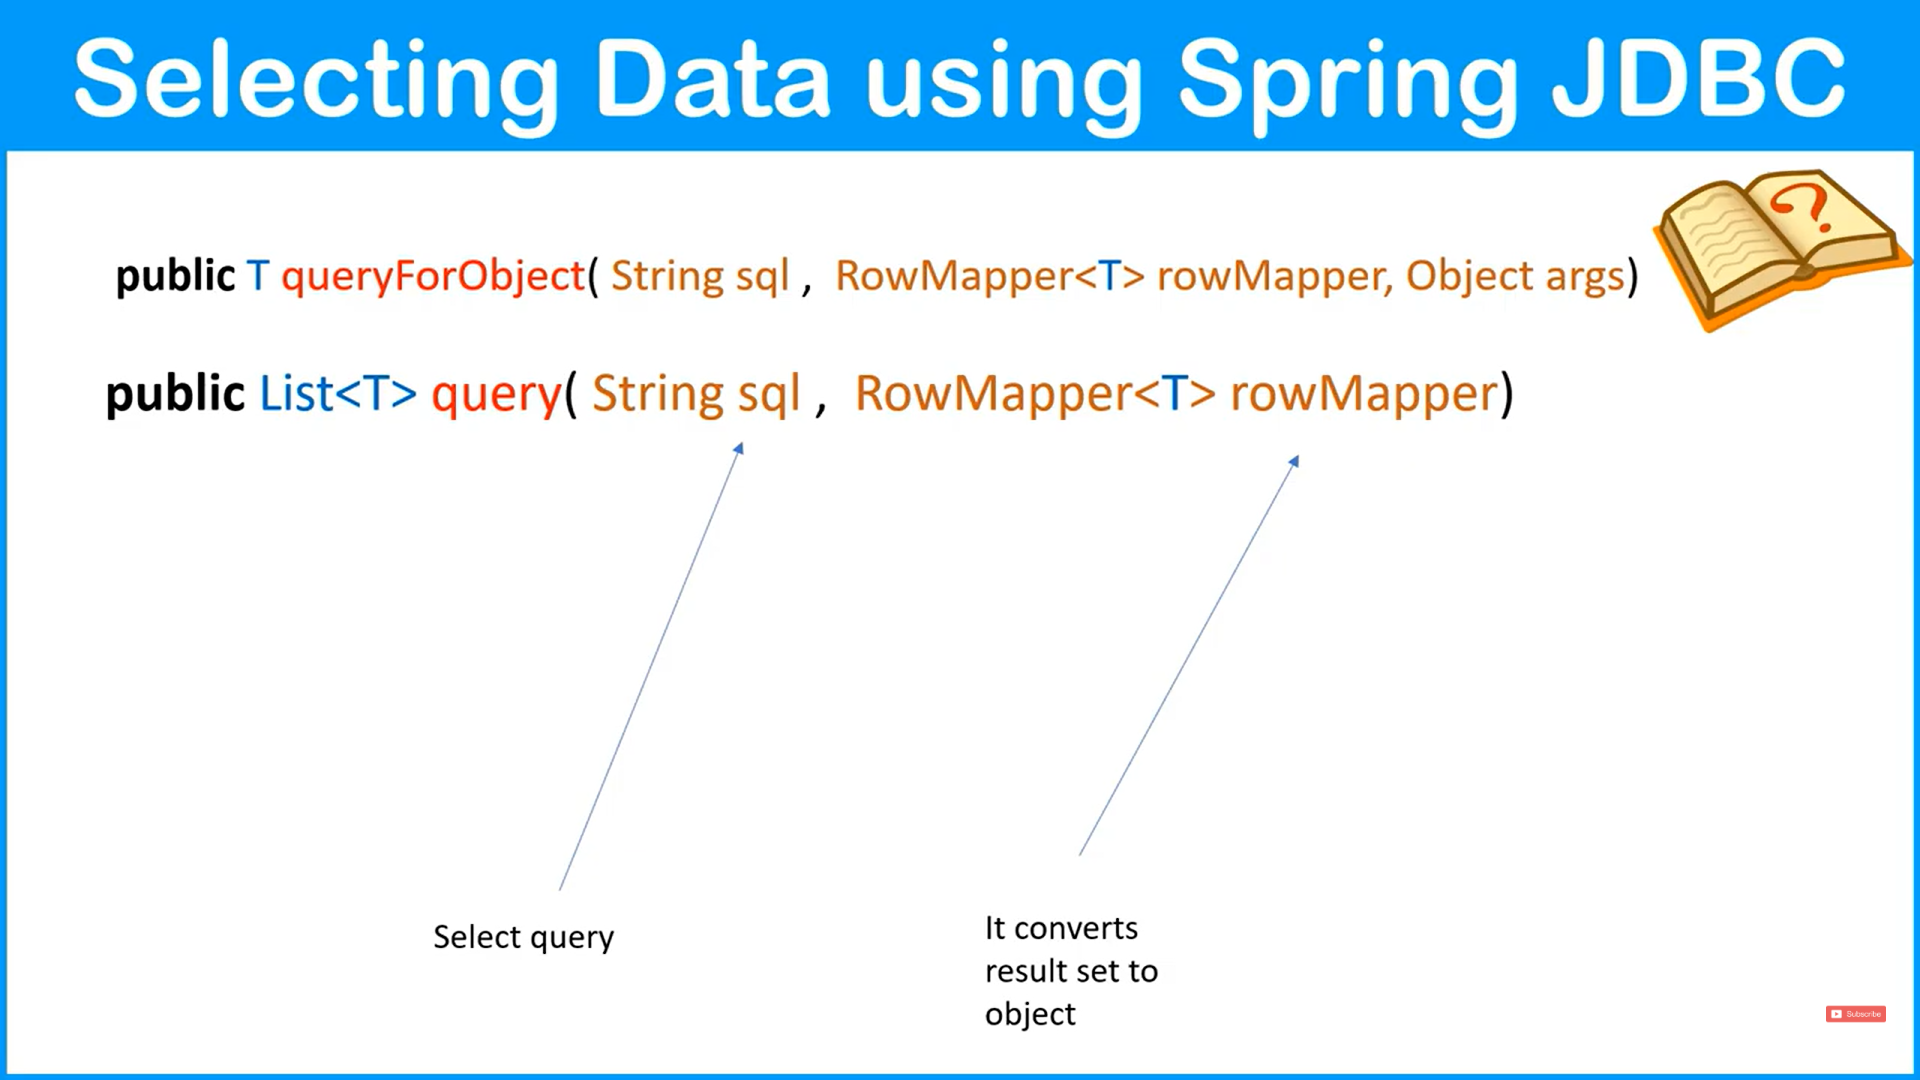 Selecting Data using Spring JDBC
public T queryForObject( String sql , RowMapper<T> rowMapper, Object args)
public List<T> query( String sql , RowMapper<T> rowMapper)
Select query
It converts
result set to
object
?
Subscribe